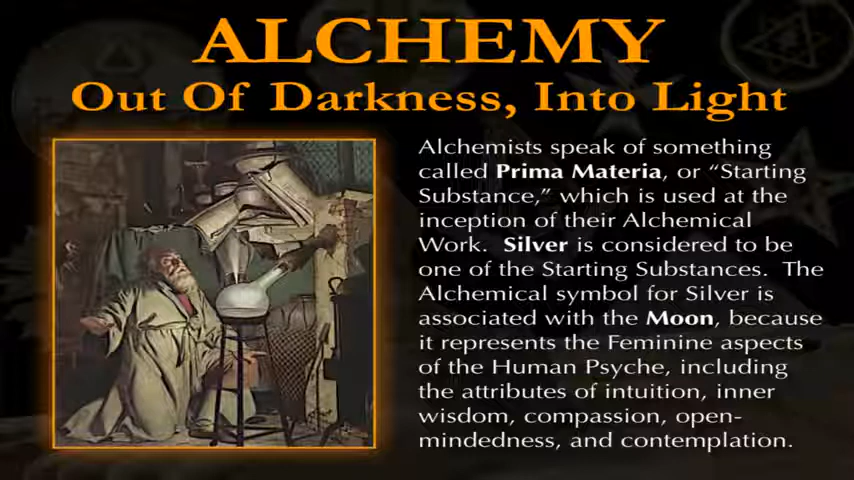 ALCHEMY
Out Of Darkness, Into Light
Alchemists speak of something
called Prima Materia, or “Starting
Substance,” which is used at the
inception of their Alchemical
Work.  Silver is considered to be
one of the Starting Substances.  The
Alchemical symbol for Silver is
associated with the Moon, because
it represents the Feminine aspects
of the Human Psyche, including
the attributes of intuition, inner
wisdom, compassion, open-
mindedness, and contemplation.